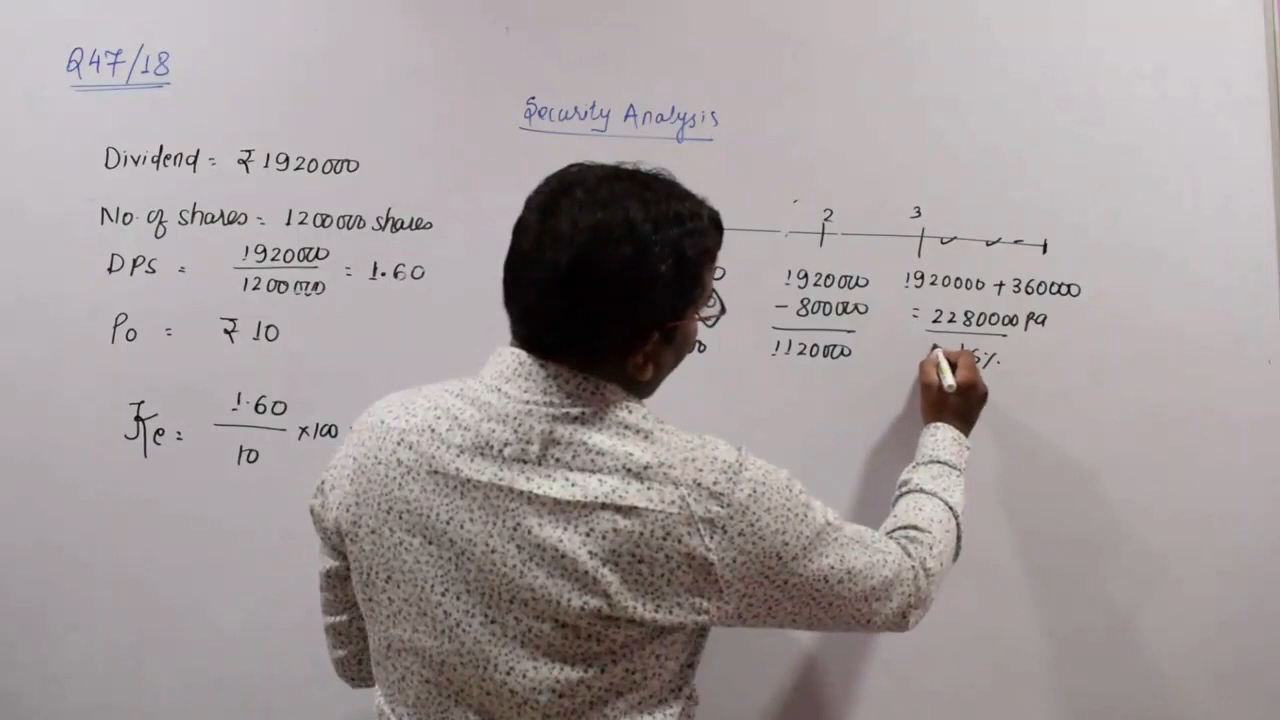 Q47/18
Security Analysis
Dividend = ₹ 1920000
No. of shares = 1200000 shares
DPS = 1920000
1200000
= 1.60
Po = ₹ 10
Ke = 1.60
10
×100
2
3
1920000
- 800000
1120000
1920000 + 360000
= 2280000 pa